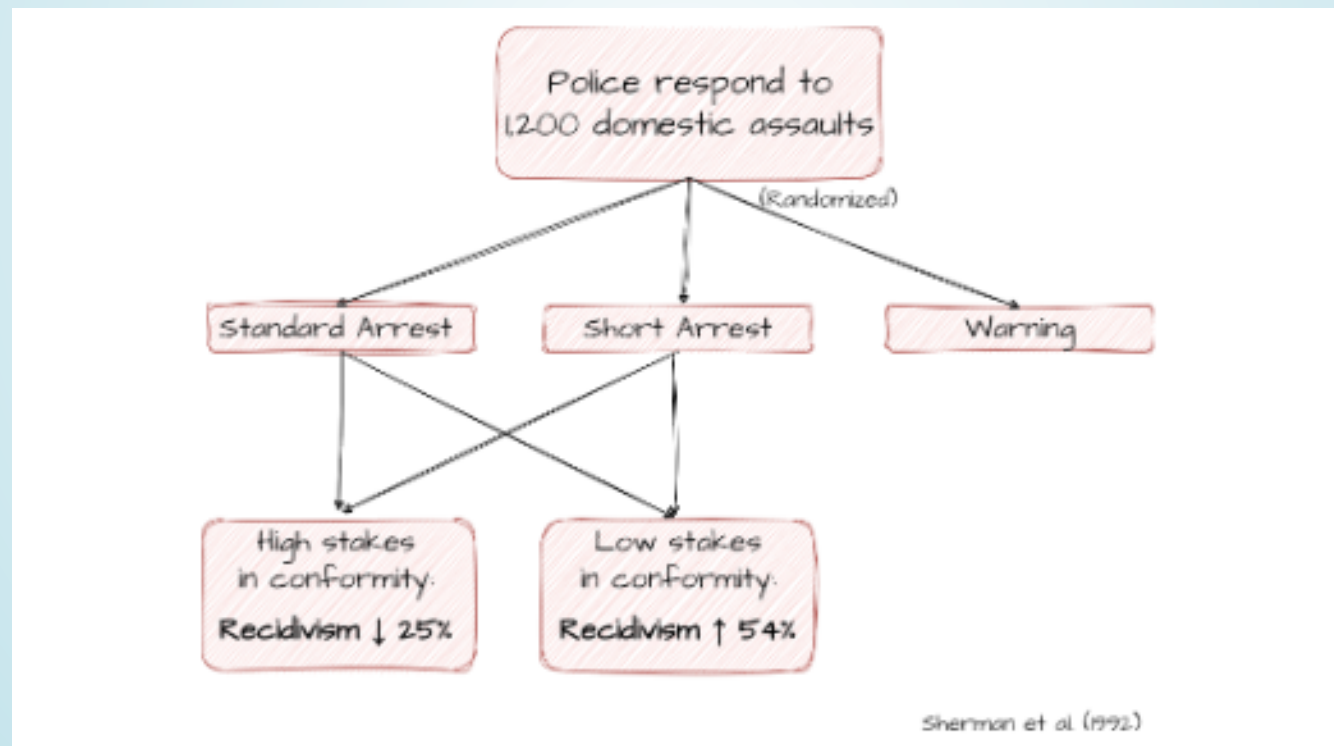 Police respond to
1,200 domestic assaults
(Randomized)
Standard Arrest
Short Arrest
Warning
High stakes
in conformity:
Recidivism ↓ 25%
Low stakes
in conformity:
Recidivism ↑ 54%
Sherman et al. (1992)